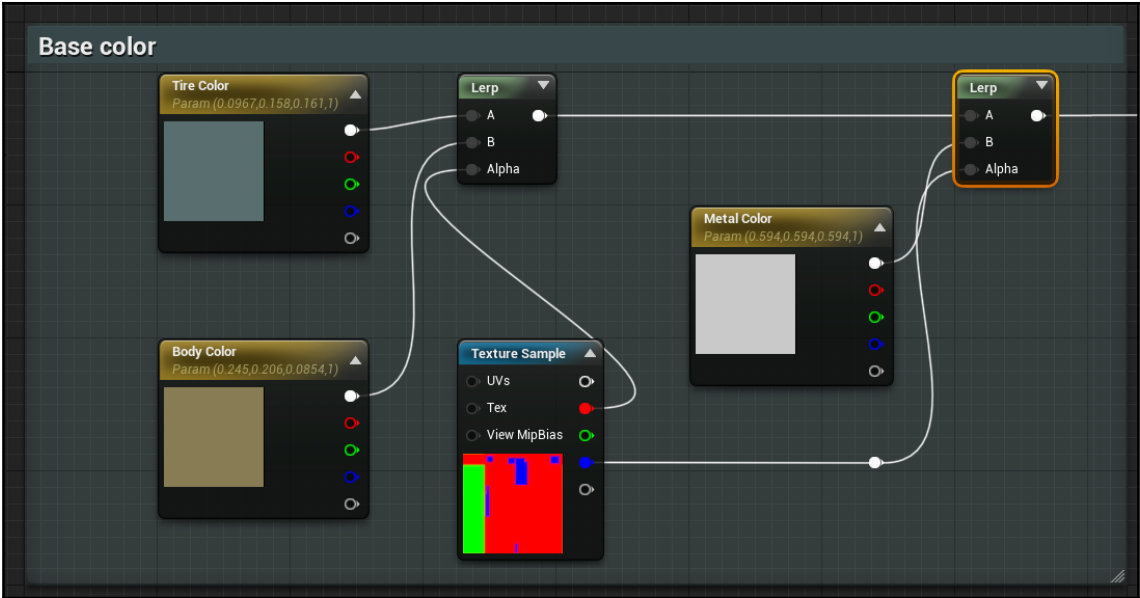 Base color
Tire Color
Param (0.0967,0.158,0.161,1)
Lerp
A
B
Alpha
Lerp
A
B
Alpha
Metal Color
Param (0.594,0.594,0.594,1)
Body Color
Param (0.245,0.206,0.0854,1)
Texture Sample
UVs
Tex
View MipBias